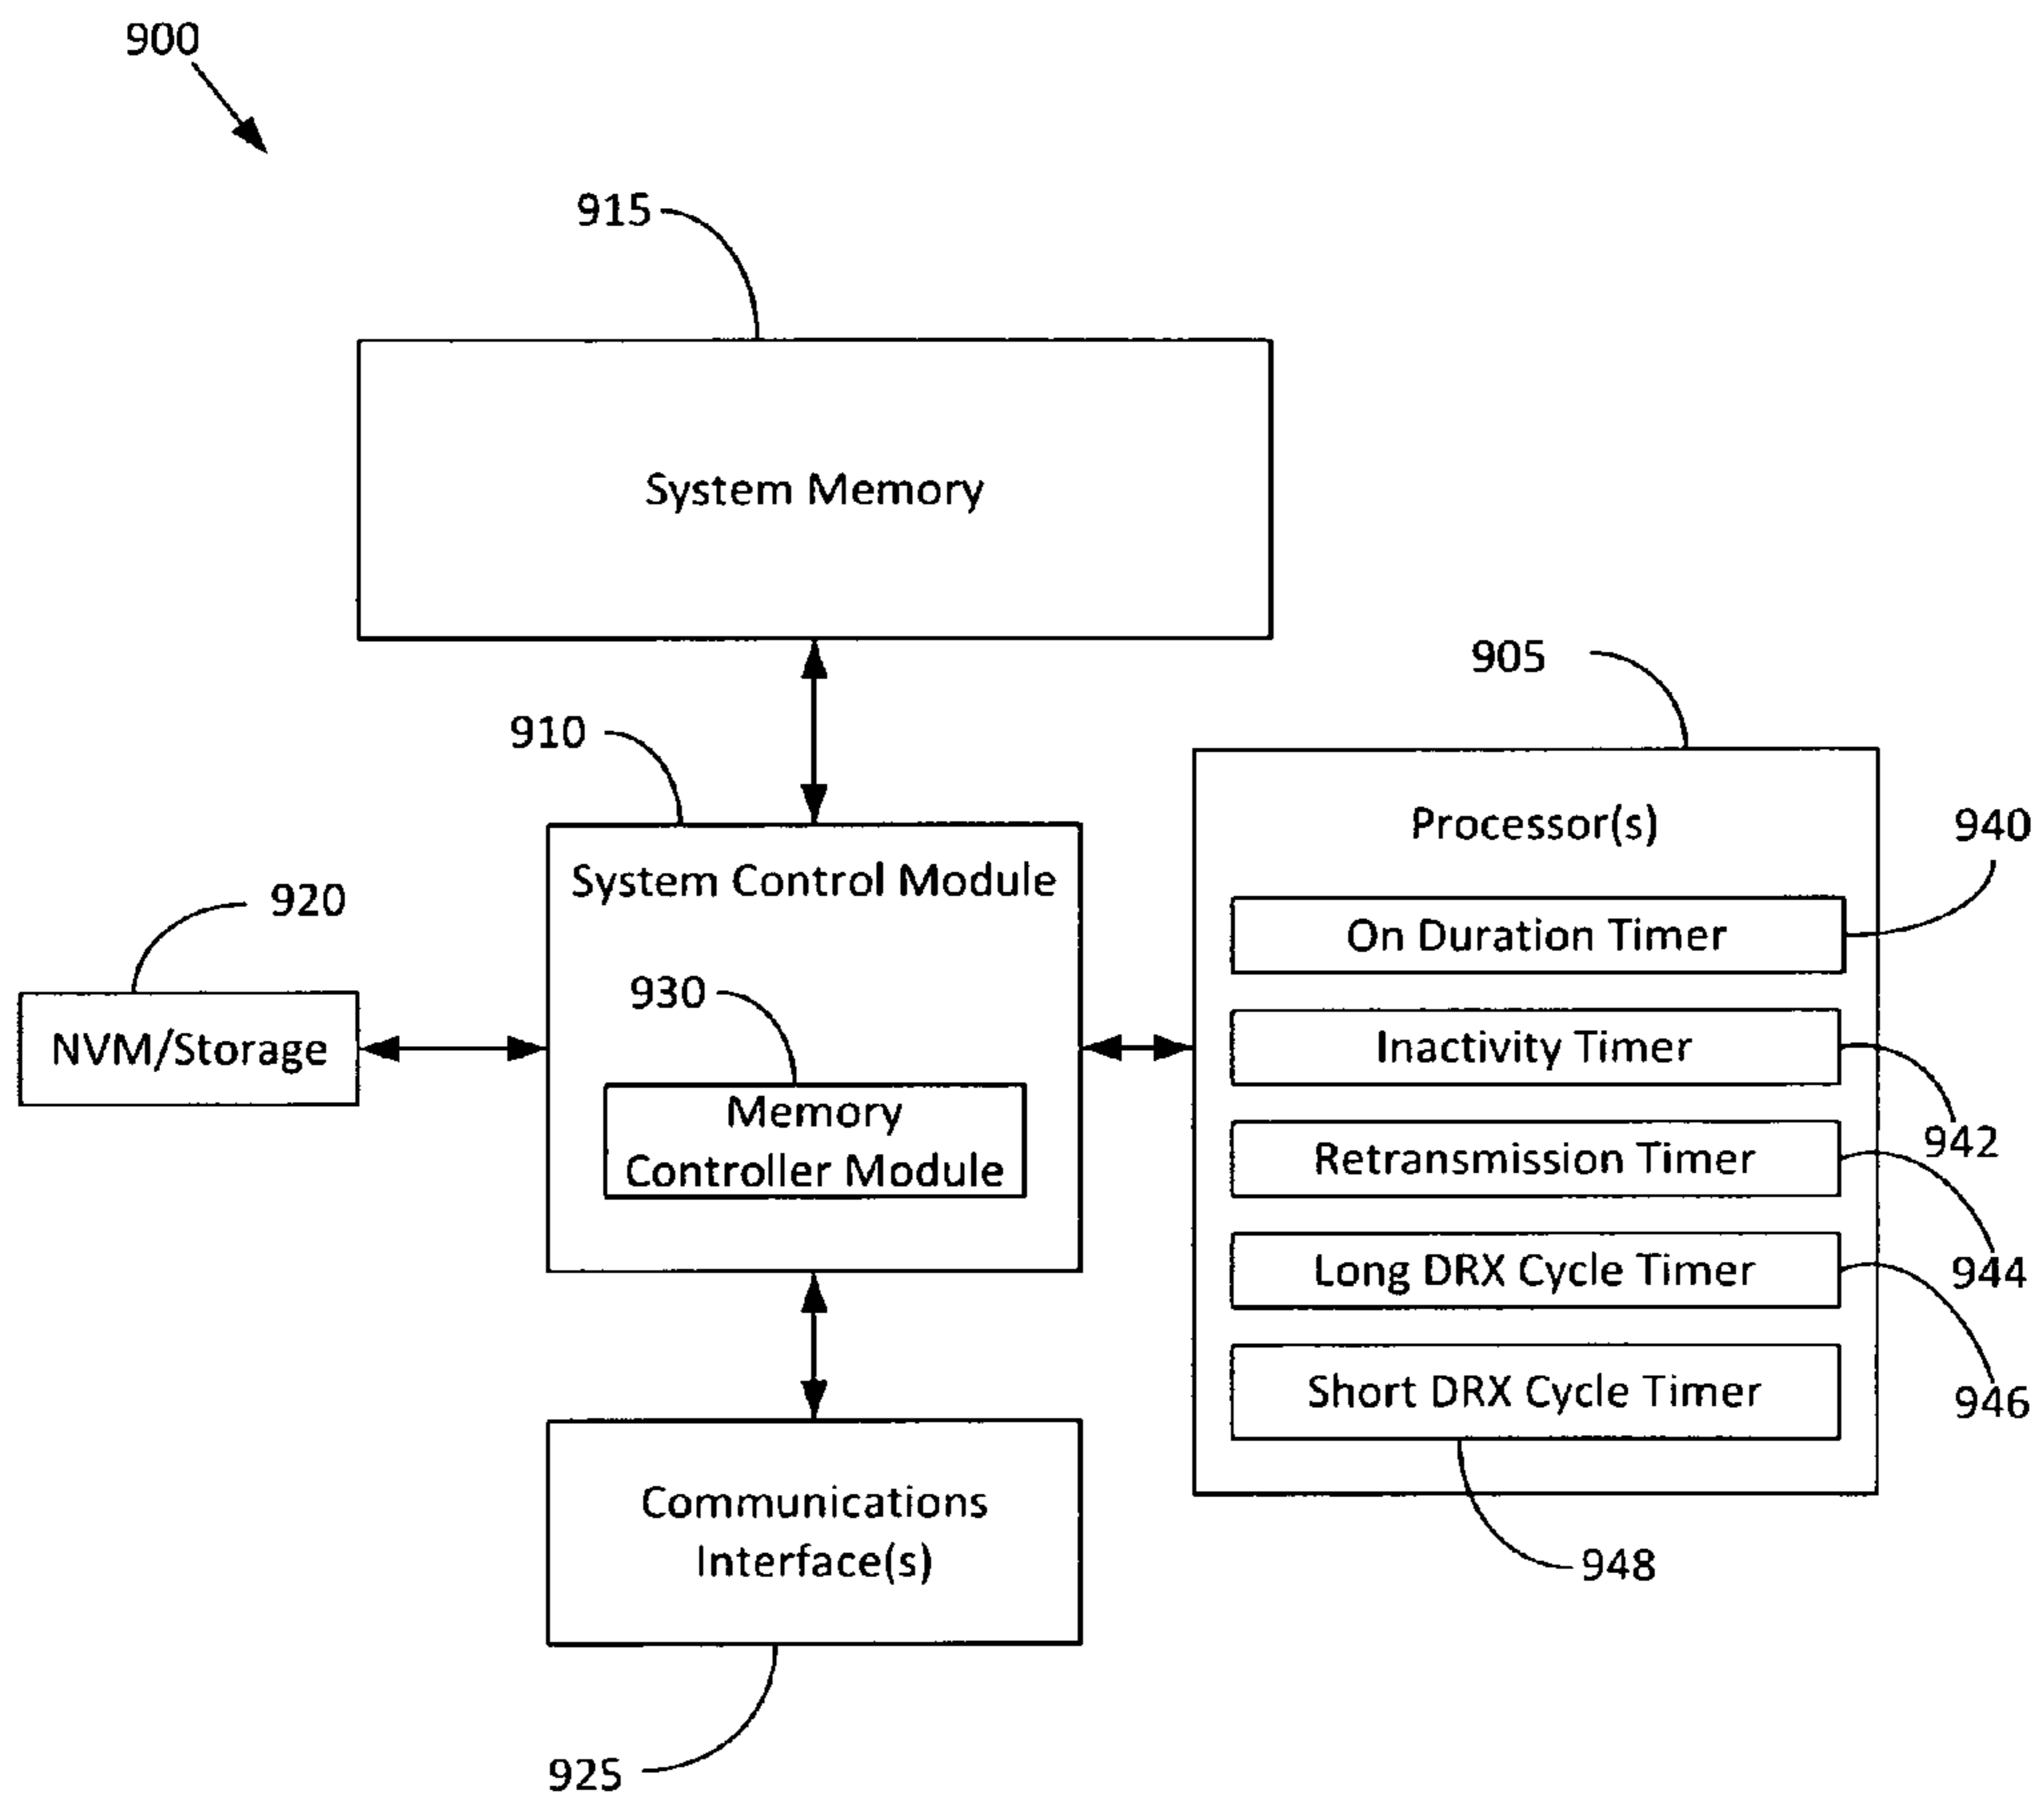 900
915
System Memory
905
910
Processor(s)
940
System Control Module
920
On Duration Timer
930
NVM/Storage
Inactivity Timer
Memory
Controller Module
942
Retransmission Timer
Long DRX Cycle Timer
944
Short DRX Cycle Timer
946
Communications
Interface(s)
948
925